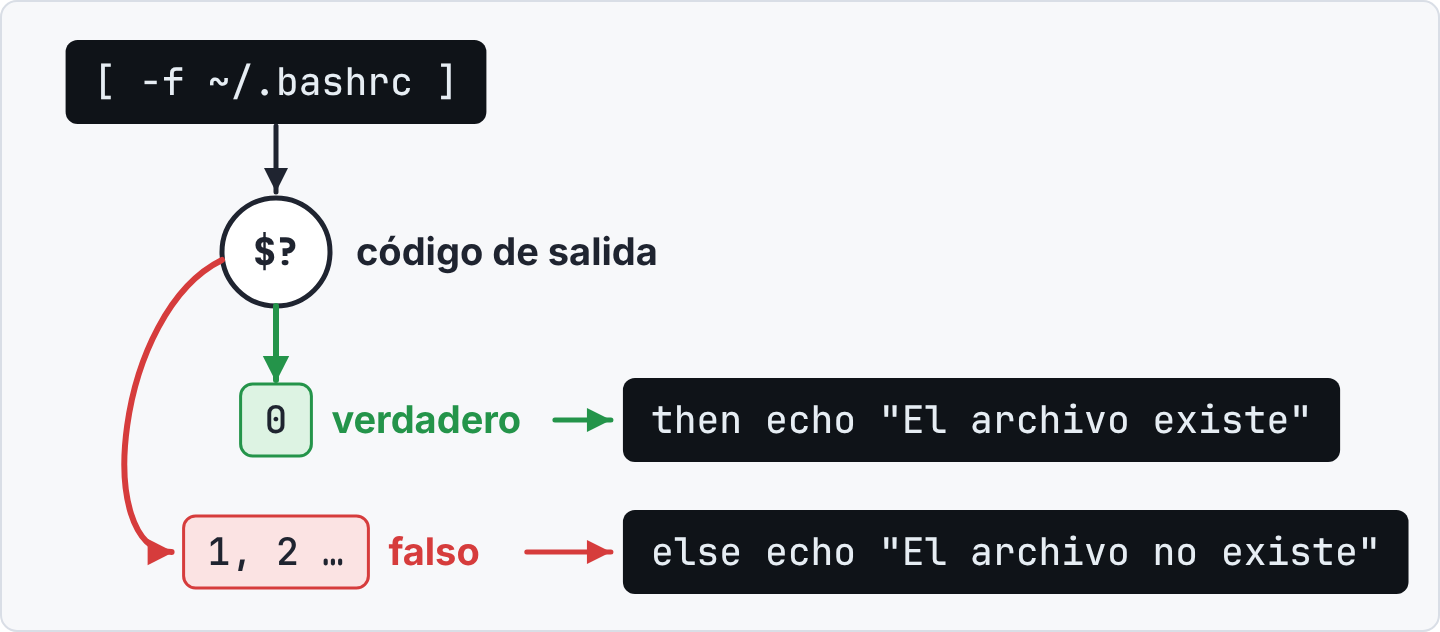 [ -f ~/.bashrc ]
$? código de salida
0 verdadero then echo "El archivo existe"
1, 2 … falso else echo "El archivo no existe"